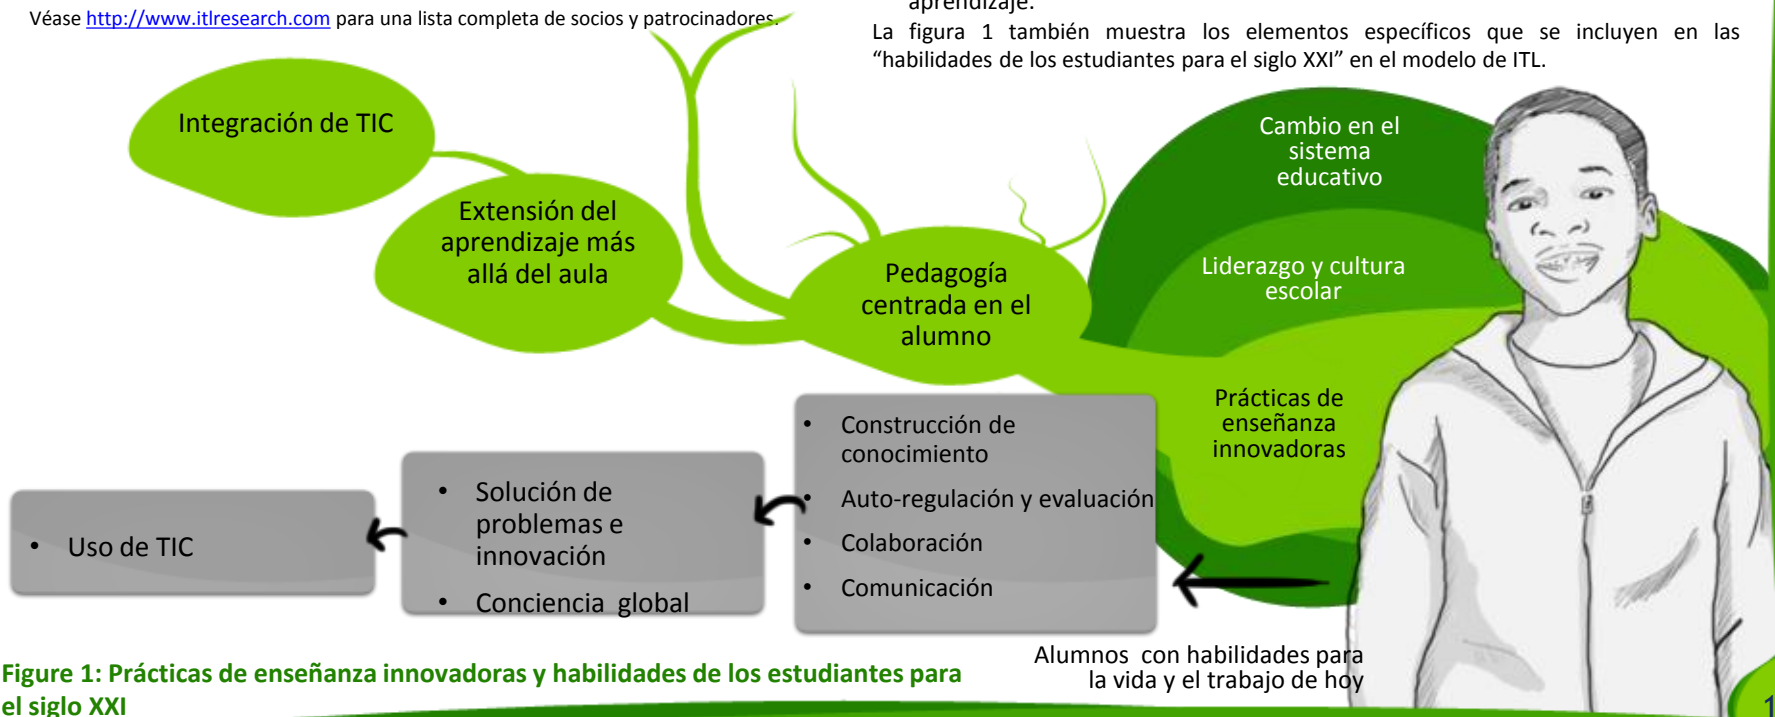 Véase http://www.itlresearch.com para una lista completa de socios y patrocinadores.
aprendizaje.
La figura 1 también muestra los elementos específicos que se incluyen en las
“habilidades de los estudiantes para el siglo XXI” en el modelo de ITL.
Integración de TIC
Extensión del
aprendizaje más
allá del aula
Pedagogía
centrada en el
alumno
Cambio en el
sistema
educativo
Liderazgo y cultura
escolar
Prácticas de
enseñanza
innovadoras
• Uso de TIC
• Solución de
problemas e
innovación
• Conciencia global
• Construcción de
conocimiento
• Auto-regulación y evaluación
• Colaboración
• Comunicación
Alumnos con habilidades para
la vida y el trabajo de hoy
Figure 1: Prácticas de enseñanza innovadoras y habilidades de los estudiantes para
el siglo XXI
1